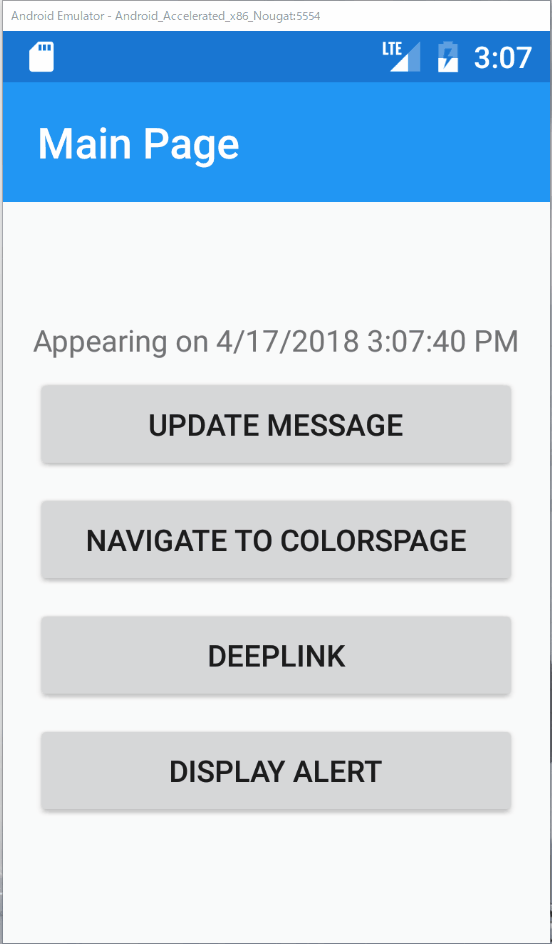 Android Emulator - Android_Accelerated_x86_Nougat:5554
LTE 3:07
Main Page
Appearing on 4/17/2018 3:07:40 PM
UPDATE MESSAGE
NAVIGATE TO COLORSPAGE
DEEPLINK
DISPLAY ALERT